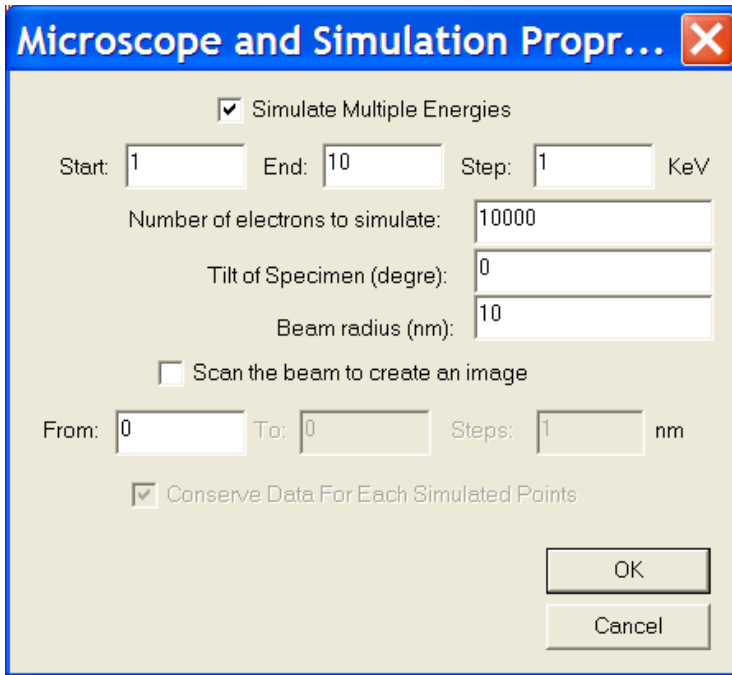 Microscope and Simulation Propr...
Simulate Multiple Energies
Start: 1 End: 10 Step: 1 KeV
Number of electrons to simulate: 10000
Tilt of Specimen (degre): 0
Beam radius (nm): 10
Scan the beam to create an image
From: 0 To: 0 Steps: 1 nm
Conserve Data For Each Simulated Points
OK
Cancel